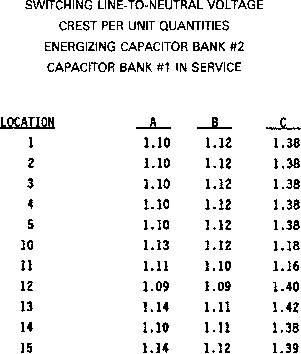 SWITCHING LINE-TO-NEUTRAL VOLTAGE
CREST PER UNIT QUANTITIES
ENERGIZING CAPACITOR BANK #2
CAPACITOR BANK #1 IN SERVICE
LOCATION A B C
1 1.10 1.12 1.38
2 1.10 1.12 1.38
3 1.10 1.12 1.38
4 1.10 1.12 1.38
5 1.10 1.12 1.38
10 1.13 1.12 1.18
11 1.11 1.10 1.16
12 1.09 1.09 1.40
13 1.14 1.11 1.42
14 1.10 1.11 1.38
15 1.14 1.12 1.39